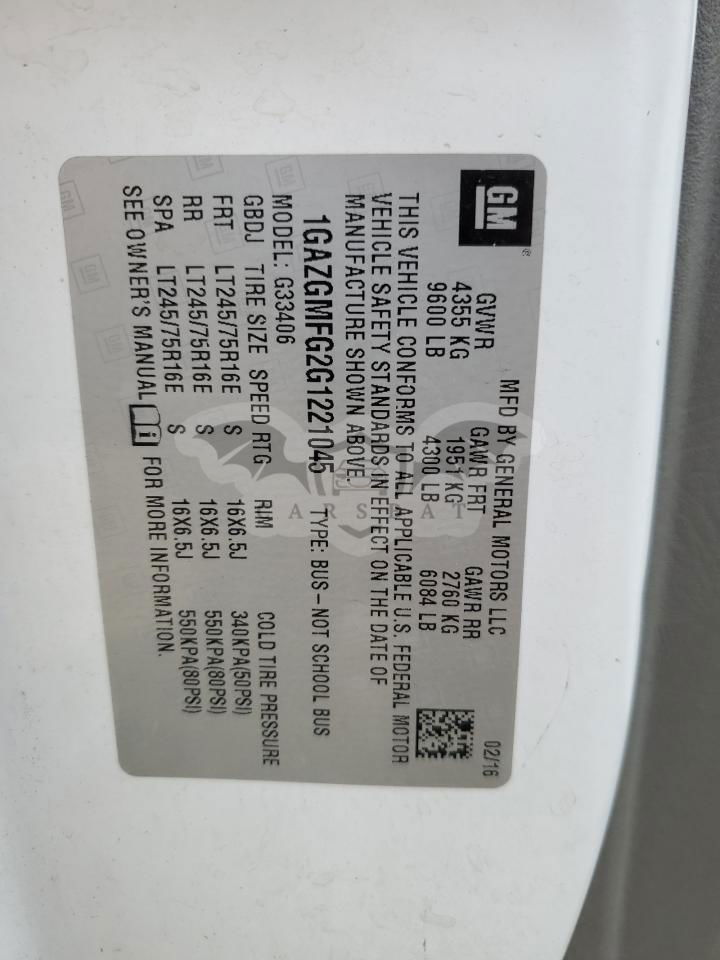 GM
MFD BY GENERAL MOTORS LLC 02/16
GVWR GAWR FRT GAWR RR
4355 KG 1951 KG 2760 KG
9600 LB 4300 LB 6084 LB
THIS VEHICLE CONFORMS TO ALL APPLICABLE U.S. FEDERAL MOTOR
VEHICLE SAFETY STANDARDS IN EFFECT ON THE DATE OF
MANUFACTURE SHOWN ABOVE.
1GAZGMFG2G1221045 TYPE: BUS–NOT SCHOOL BUS
MODEL: G33406
GBDJ TIRE SIZE SPEED RTG RIM COLD TIRE PRESSURE
FRT LT245/75R16E S 16X6.5J 340KPA(50PSI)
RR LT245/75R16E S 16X6.5J 550KPA(80PSI)
SPA LT245/75R16E S 16X6.5J 550KPA(80PSI)
SEE OWNER'S MANUAL i FOR MORE INFORMATION.